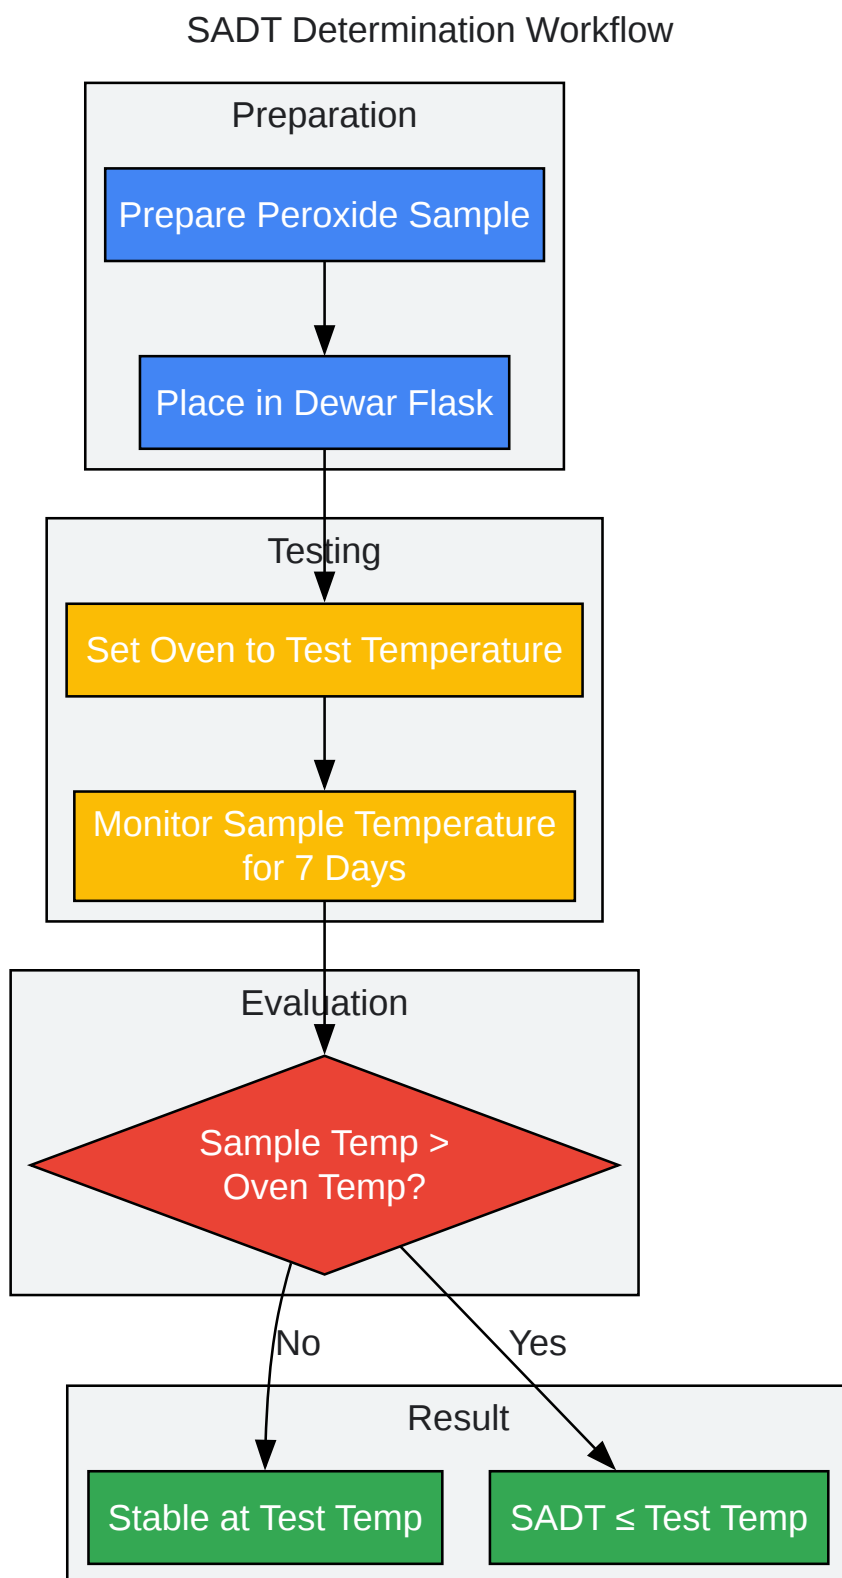 SADT Determination Workflow
Preparation
Prepare Peroxide Sample
Place in Dewar Flask
Testing
Set Oven to Test Temperature
Monitor Sample Temperature
for 7 Days
Evaluation
Sample Temp >
Oven Temp?
No
Yes
Result
Stable at Test Temp
SADT ≤ Test Temp